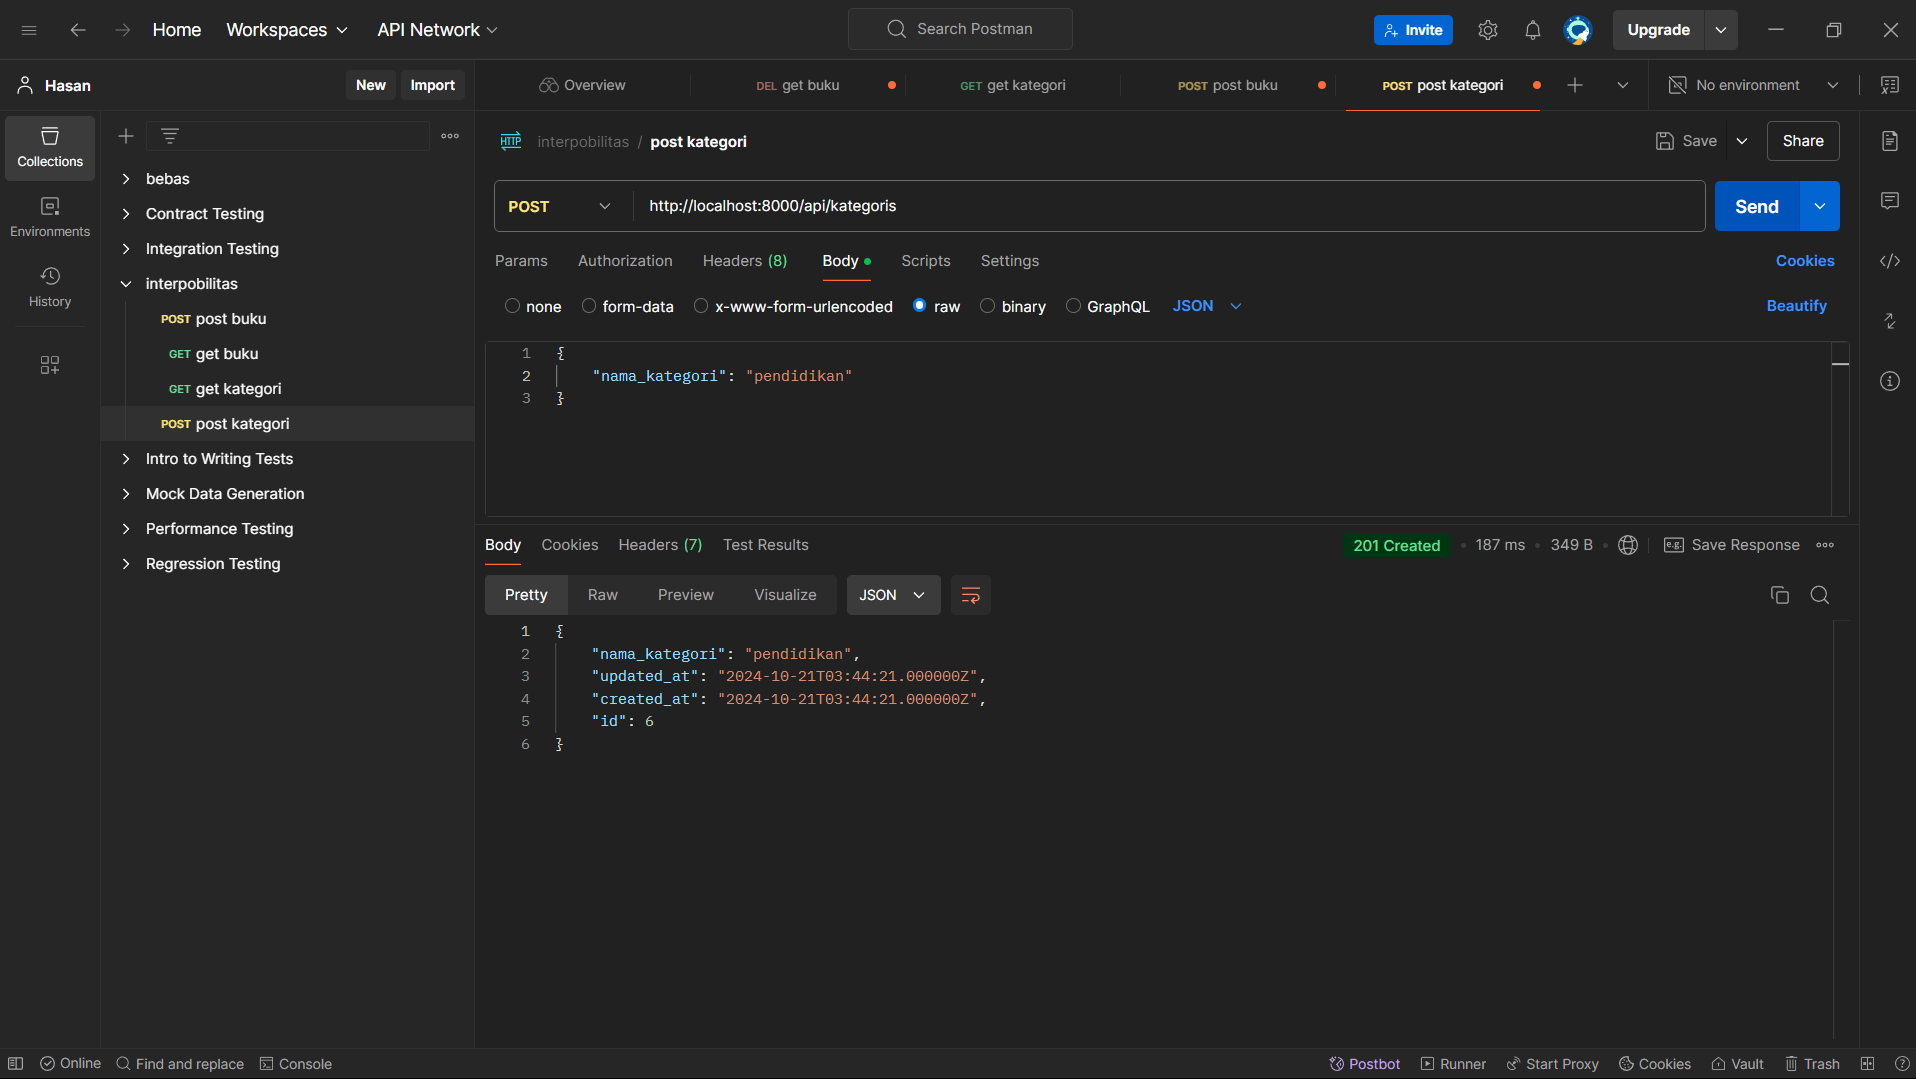 Home Workspaces API Network Search Postman Invite Upgrade
Hasan New Import Overview DEL get buku GET get kategori POST post buku POST post kategori No environment
Collections
Environments
History
bebas
Contract Testing
Integration Testing
interpobilitas
POST post buku
GET get buku
GET get kategori
POST post kategori
Intro to Writing Tests
Mock Data Generation
Performance Testing
Regression Testing
HTTP interpobilitas / post kategori Save Share
POST http://localhost:8000/api/kategoris Send
Params Authorization Headers (8) Body Scripts Settings Cookies
none form-data x-www-form-urlencoded raw binary GraphQL JSON Beautify
1 {
2 "nama_kategori": "pendidikan"
3 }
Body Cookies Headers (7) Test Results 201 Created 187 ms 349 B e.g. Save Response
Pretty Raw Preview Visualize JSON
1 {
2 "nama_kategori": "pendidikan",
3 "updated_at": "2024-10-21T03:44:21.000000Z",
4 "created_at": "2024-10-21T03:44:21.000000Z",
5 "id": 6
6 }
Online Find and replace Console Postbot Runner Start Proxy Cookies Vault Trash